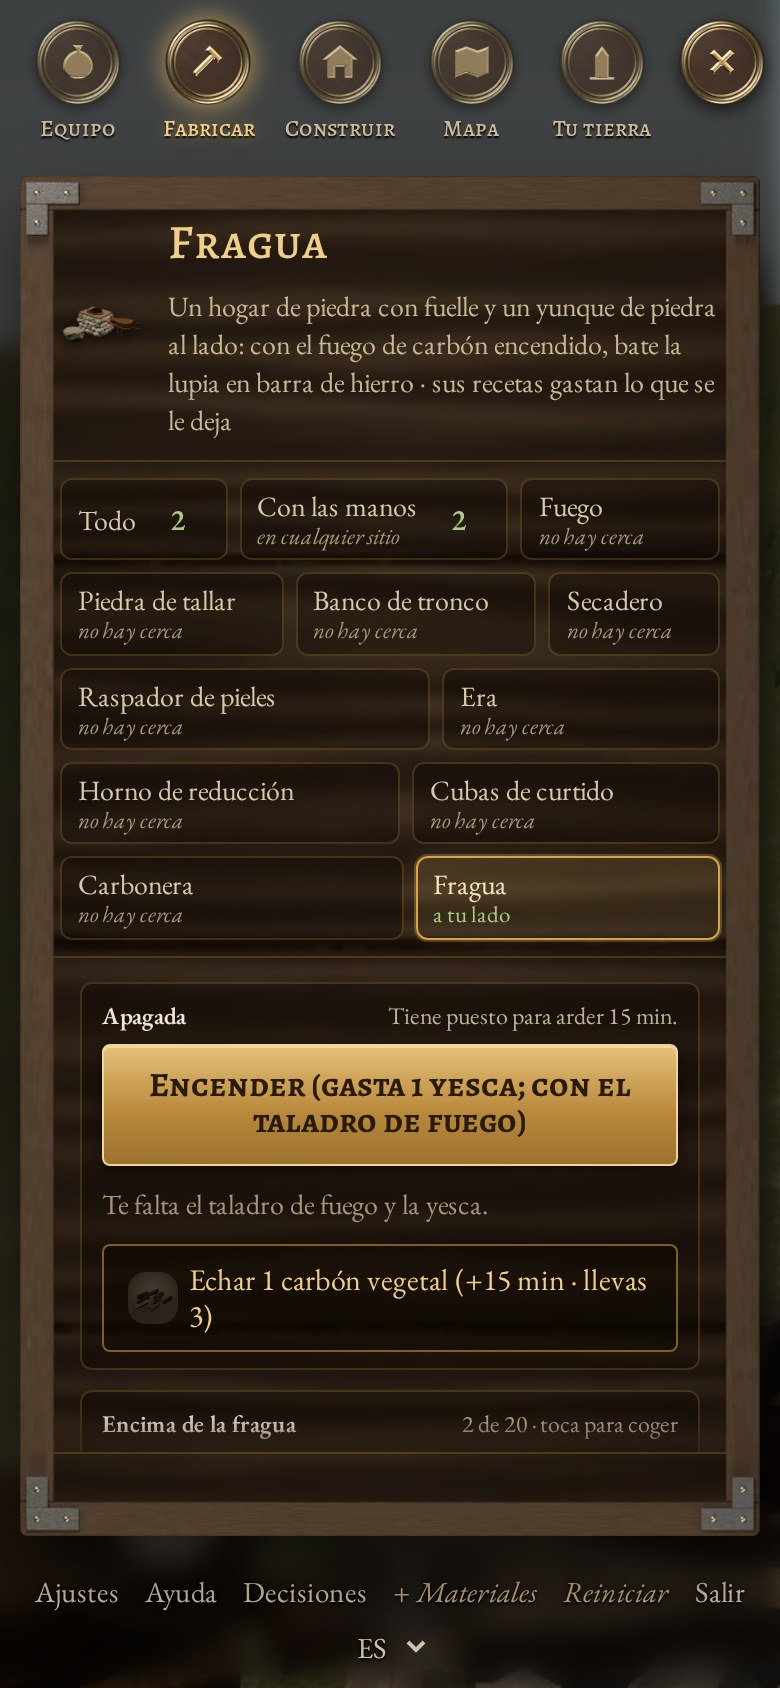 Equipo
Fabricar
Construir
Mapa
Tu tierra
Fragua
Un hogar de piedra con fuelle y un yunque de piedra
al lado: con el fuego de carbón encendido, bate la
lupia en barra de hierro · sus recetas gastan lo que se
le deja
Todo 2
Con las manos 2
en cualquier sitio
Fuego
no hay cerca
Piedra de tallar
no hay cerca
Banco de tronco
no hay cerca
Secadero
no hay cerca
Raspador de pieles
no hay cerca
Era
no hay cerca
Horno de reducción
no hay cerca
Cubas de curtido
no hay cerca
Carbonera
no hay cerca
Fragua
a tu lado
Apagada
Tiene puesto para arder 15 min.
Encender (gasta 1 yesca; con el
taladro de fuego)
Te falta el taladro de fuego y la yesca.
Echar 1 carbón vegetal (+15 min · llevas
3)
Encima de la fragua
2 de 20 · toca para coger
Ajustes
Ayuda
Decisiones
+ Materiales
Reiniciar
Salir
ES